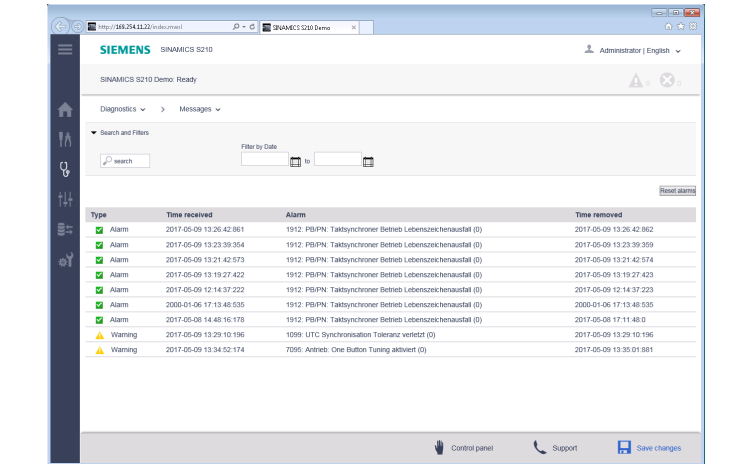 http://169.254.11.22/index.mwsl
SINAMICS S210 Demo
SIEMENS SINAMICS S210
Administrator | English
SINAMICS S210 Demo: Ready
0 0
Diagnostics > Messages
Search and Filters
Filter by Date
search to
Reset alarms
Type Time received Alarm Time removed
Alarm 2017-05-09 13:26:42:861 1912: PB/PN: Taktsynchroner Betrieb Lebenszeichenausfall (0) 2017-05-09 13:26:42:862
Alarm 2017-05-09 13:23:39:354 1912: PB/PN: Taktsynchroner Betrieb Lebenszeichenausfall (0) 2017-05-09 13:23:39:359
Alarm 2017-05-09 13:21:42:573 1912: PB/PN: Taktsynchroner Betrieb Lebenszeichenausfall (0) 2017-05-09 13:21:42:574
Alarm 2017-05-09 13:19:27:422 1912: PB/PN: Taktsynchroner Betrieb Lebenszeichenausfall (0) 2017-05-09 13:19:27:423
Alarm 2017-05-09 12:14:37:222 1912: PB/PN: Taktsynchroner Betrieb Lebenszeichenausfall (0) 2017-05-09 12:14:37:223
Alarm 2000-01-06 17:13:48:535 1912: PB/PN: Taktsynchroner Betrieb Lebenszeichenausfall (0) 2000-01-06 17:13:48:535
Alarm 2017-05-08 14:48:16:178 1912: PB/PN: Taktsynchroner Betrieb Lebenszeichenausfall (0) 2017-05-08 17:11:48:0
Warning 2017-05-09 13:29:10:196 1099: UTC Synchronisation Toleranz verletzt (0) 2017-05-09 13:29:10:196
Warning 2017-05-09 13:34:52:174 7095: Antrieb: One Button Tuning aktiviert (0) 2017-05-09 13:35:01:881
Control panel Support Save changes